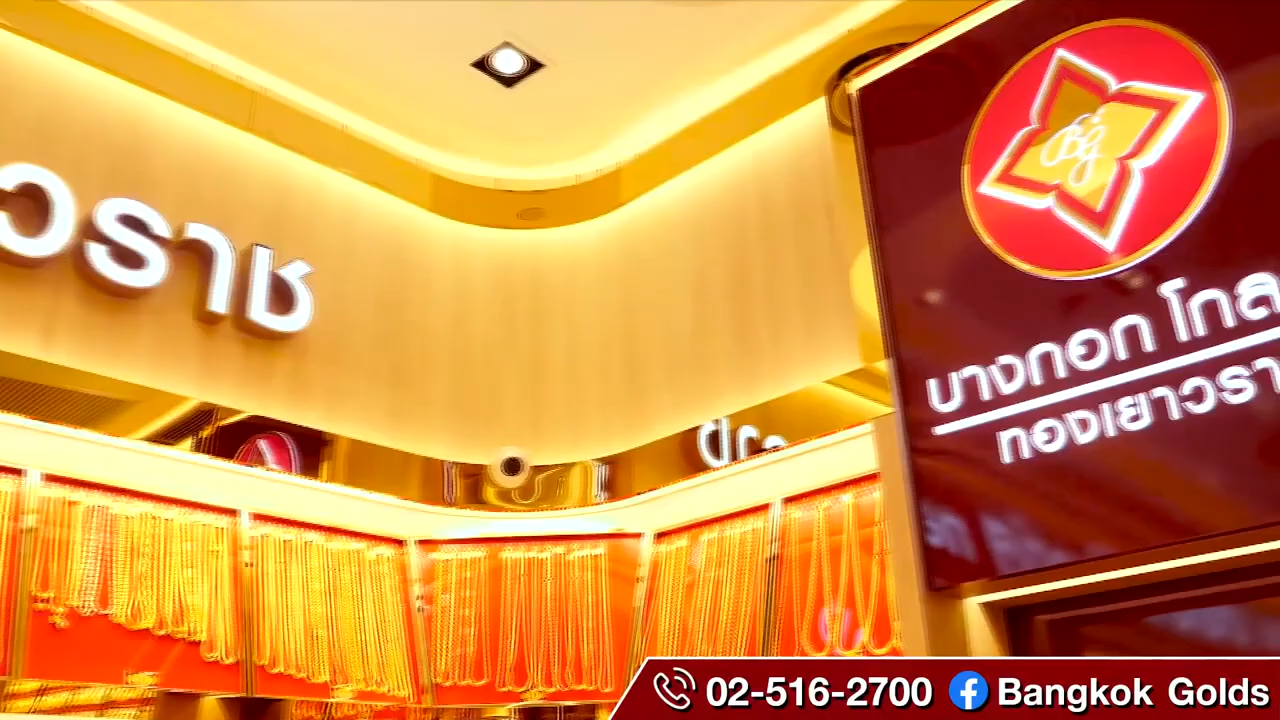 วราช
Bg
บางกอก โกล
ทองเยาวรา
02-516-2700 Bangkok Golds